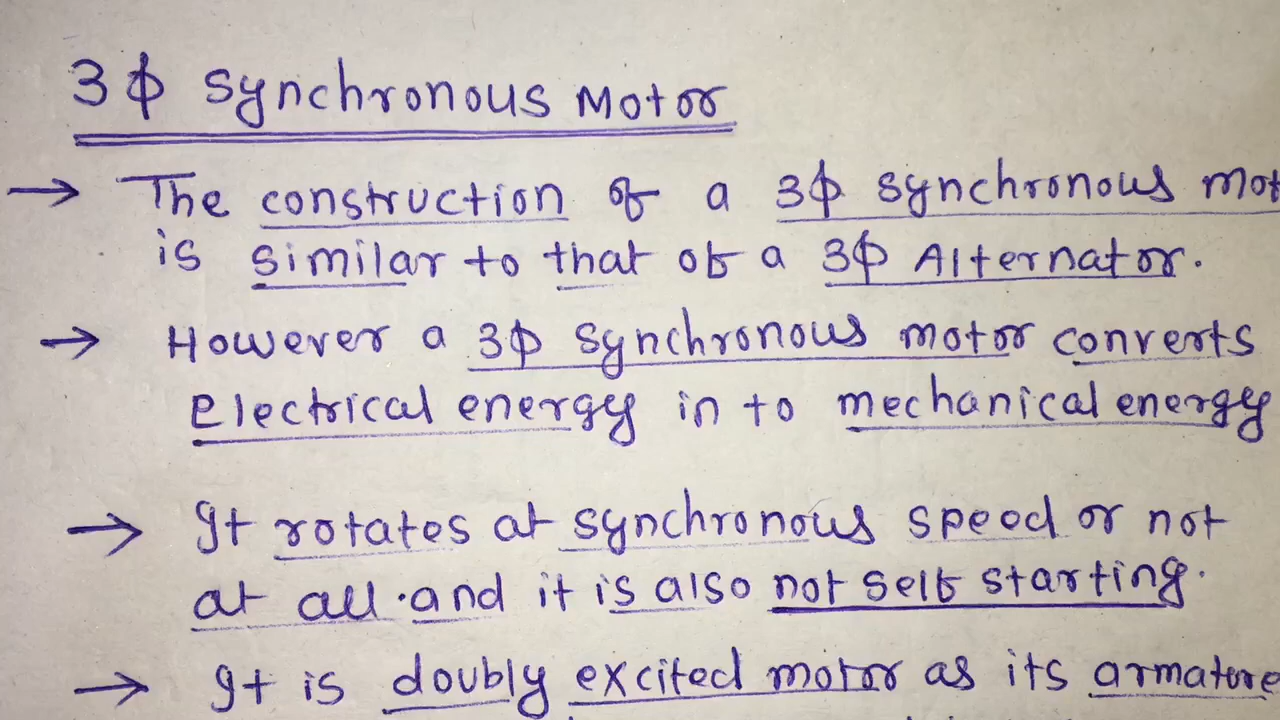 3ϕ Synchronous Motor
→ The construction of a 3ϕ synchronous mot
is similar to that of a 3ϕ Alternator.
→ However a 3ϕ synchronous motor converts
Electrical energy in to mechanical energy
→ It rotates at synchronous speed or not
at all. and it is also not self starting.
→ It is doubly excited motor as its armature